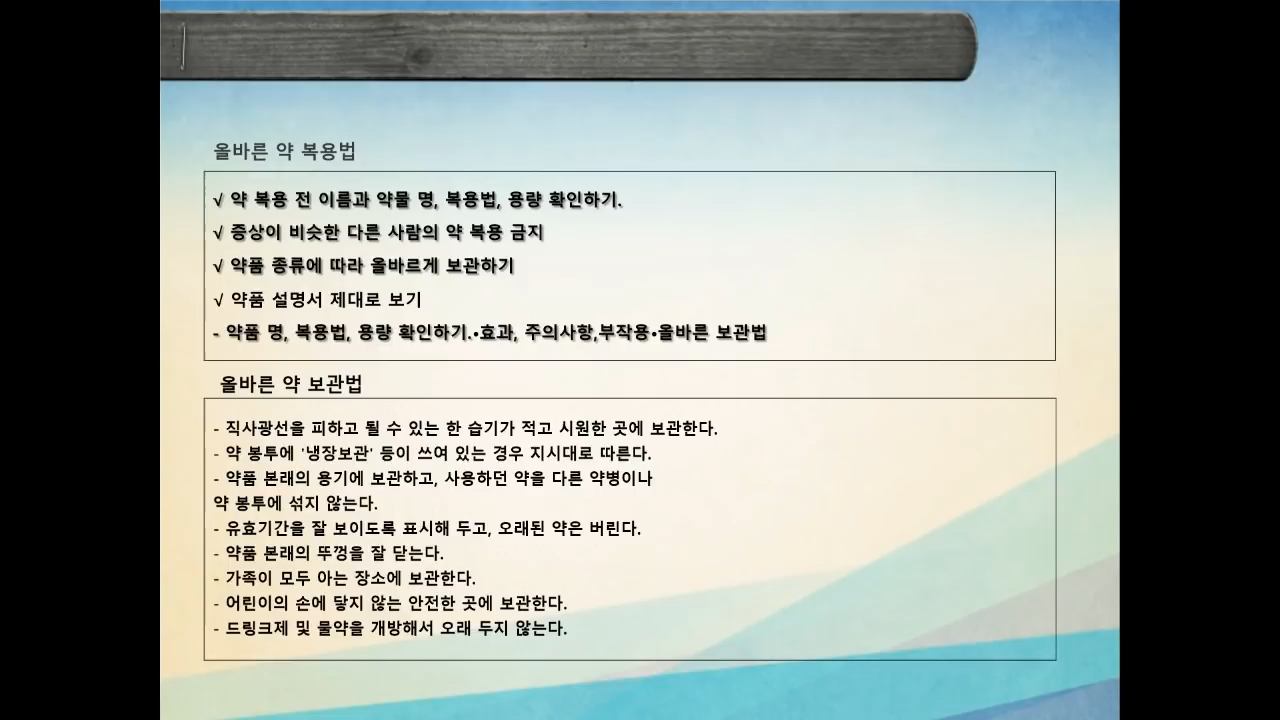 올바른 약 복용법
√ 약 복용 전 이름과 약물 명, 복용법, 용량 확인하기.
√ 증상이 비슷한 다른 사람의 약 복용 금지
√ 약품 종류에 따라 올바르게 보관하기
√ 약품 설명서 제대로 보기
- 약품 명, 복용법, 용량 확인하기.•효과, 주의사항,부작용•올바른 보관법
올바른 약 보관법
- 직사광선을 피하고 될 수 있는 한 습기가 적고 시원한 곳에 보관한다.
- 약 봉투에 '냉장보관' 등이 쓰여 있는 경우 지시대로 따른다.
- 약품 본래의 용기에 보관하고, 사용하던 약을 다른 약병이나
약 봉투에 섞지 않는다.
- 유효기간을 잘 보이도록 표시해 두고, 오래된 약은 버린다.
- 약품 본래의 뚜껑을 잘 닫는다.
- 가족이 모두 아는 장소에 보관한다.
- 어린이의 손에 닿지 않는 안전한 곳에 보관한다.
- 드링크제 및 물약을 개방해서 오래 두지 않는다.